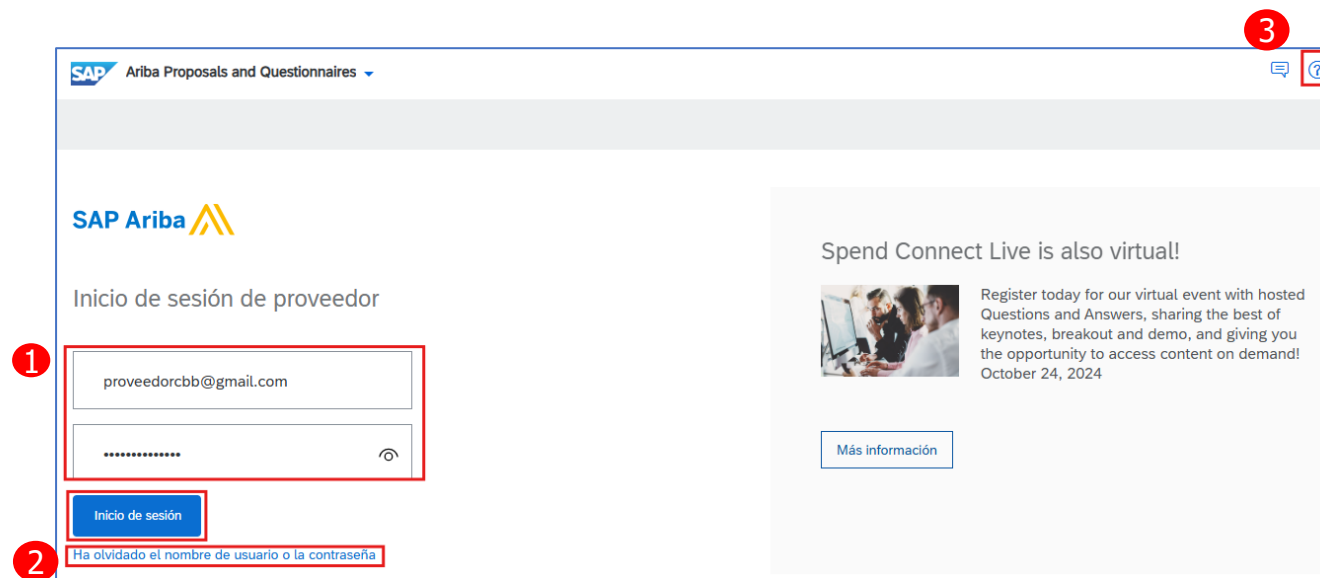 3
SAP Ariba Proposals and Questionnaires
SAP Ariba
Inicio de sesión de proveedor
1
proveedorcbb@gmail.com
••••••••••••••
Inicio de sesión
2
Ha olvidado el nombre de usuario o la contraseña
Spend Connect Live is also virtual!
Register today for our virtual event with hosted
Questions and Answers, sharing the best of
keynotes, breakout and demo, and giving you
the opportunity to access content on demand!
October 24, 2024
Más información